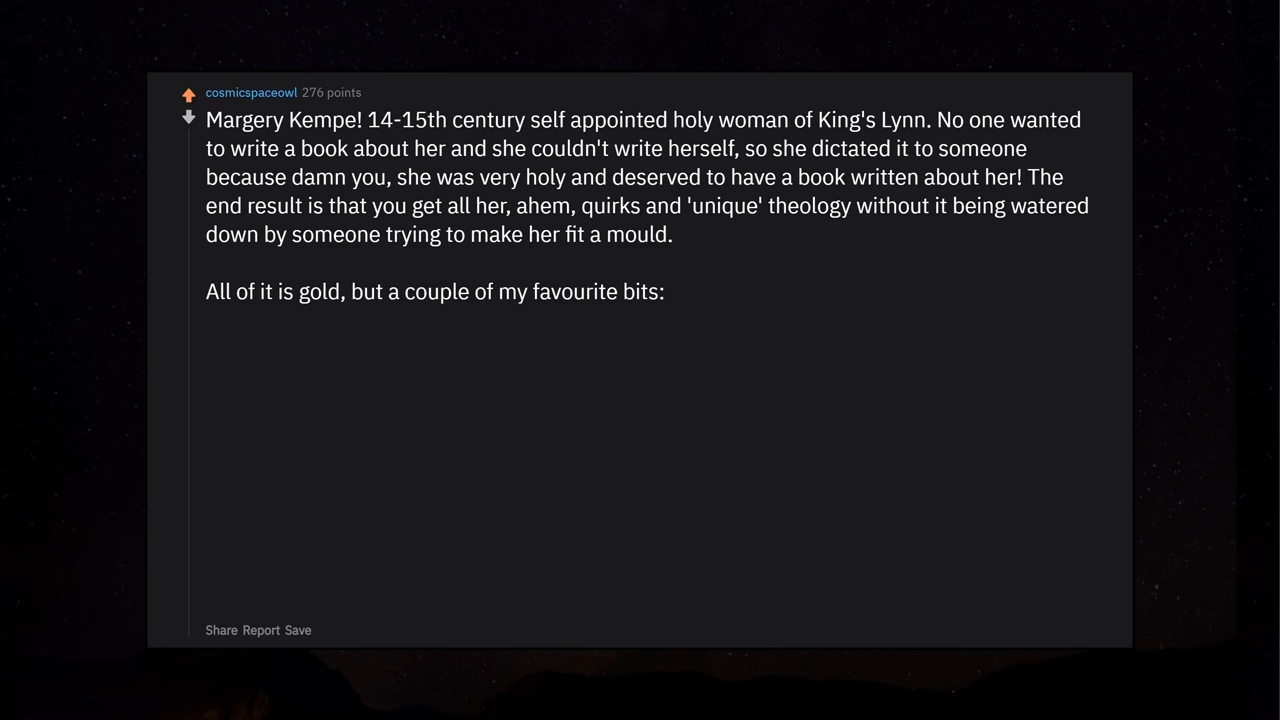 cosmicspaceowl 276 points
Margery Kempe! 14-15th century self appointed holy woman of King's Lynn. No one wanted
to write a book about her and she couldn't write herself, so she dictated it to someone
because damn you, she was very holy and deserved to have a book written about her! The
end result is that you get all her, ahem, quirks and 'unique' theology without it being watered
down by someone trying to make her fit a mould.
All of it is gold, but a couple of my favourite bits:
Share Report Save